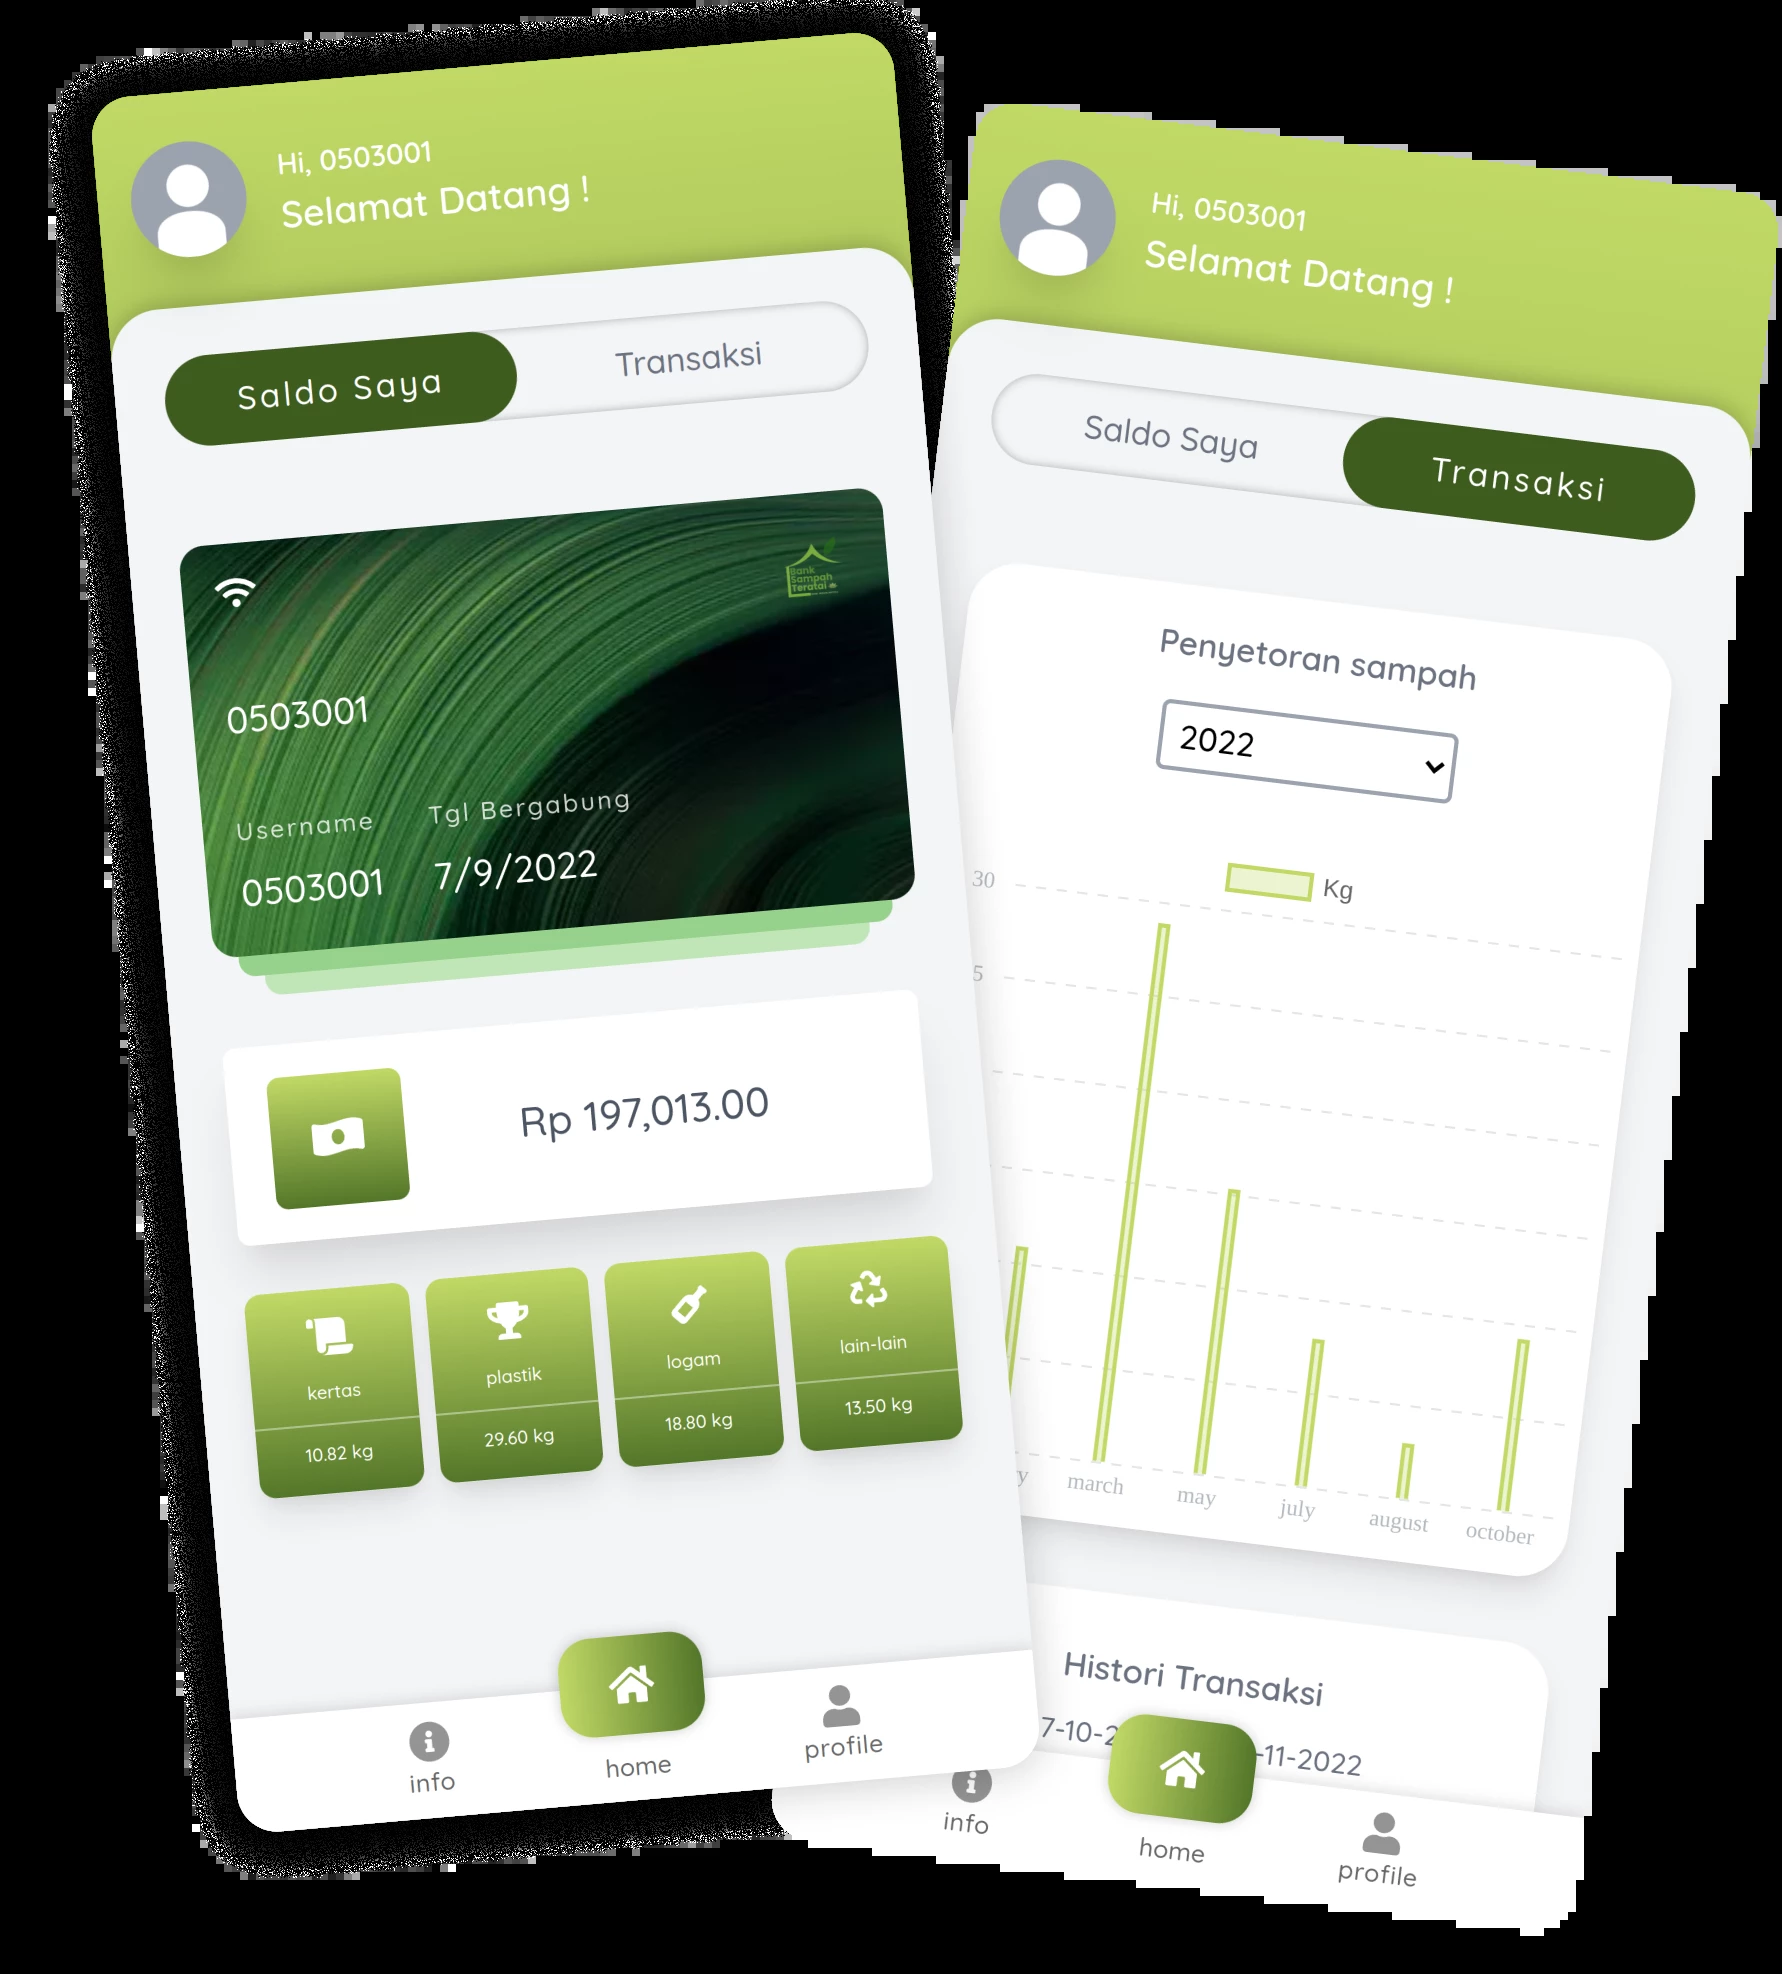 Hi, 0503001
Selamat Datang !
Saldo Saya
Transaksi
Bank
Sampah
Teratai
0503001
Username
Tgl Bergabung
0503001
7/9/2022
Rp 197,013.00
kertas
10.82 kg
plastik
29.60 kg
logam
18.80 kg
lain-lain
13.50 kg
info
home
profile
Hi, 0503001
Selamat Datang !
Saldo Saya
Transaksi
Penyetoran sampah
2022
Kg
30
5
y
march
may
july
august
october
Histori Transaksi
7-10-2
-11-2022
info
home
profile